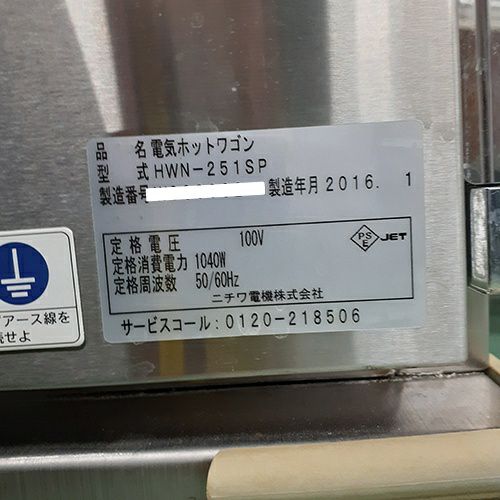 品 名 電気ホットワゴン
型 式 HWN-251SP
製造番号 製造年月 2016. 1
定格電圧 100V
定格消費電力 1040W
定格周波数 50/60Hz
PS E JET
ニチワ電機株式会社
サービスコール:0120-218506
アース線を
せよ